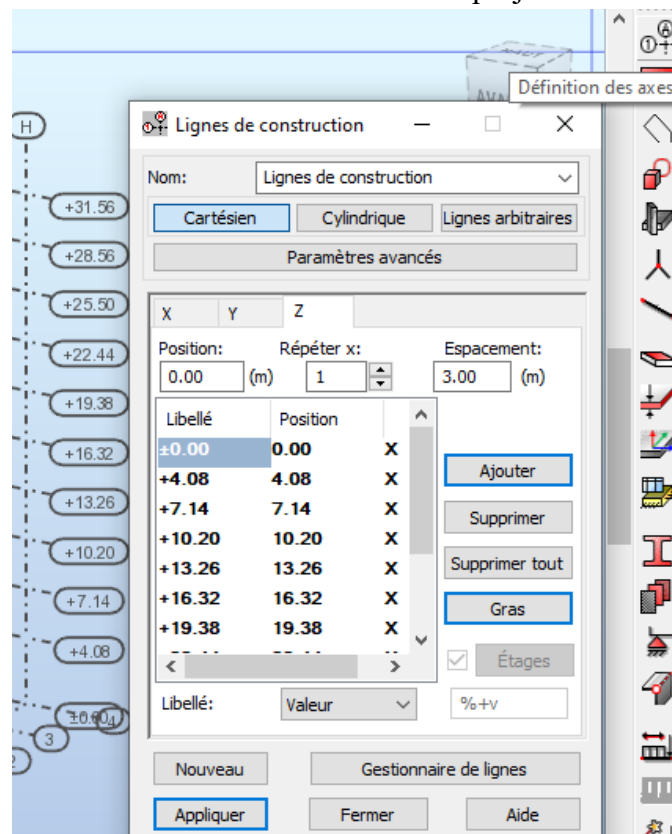 HAUT
Définition des axes
H
Lignes de construction
Nom: Lignes de construction
Cartésien Cylindrique Lignes arbitraires
Paramètres avancés
X Y Z
Position: Répéter x: Espacement:
0.00 (m) 1 3.00 (m)
Libellé Position
±0.00 0.00 X
+4.08 4.08 X
+7.14 7.14 X
+10.20 10.20 X
+13.26 13.26 X
+16.32 16.32 X
+19.38 19.38 X
Ajouter
Supprimer
Supprimer tout
Gras
Étages
Libellé: Valeur %+v
Nouveau Gestionnaire de lignes
Appliquer Fermer Aide
+31.56
+28.56
+25.50
+22.44
+19.38
+16.32
+13.26
+10.20
+7.14
+4.08
±0.00
4
3